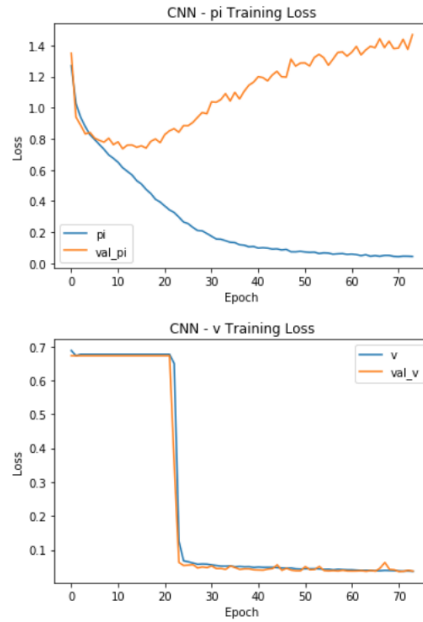 CNN - pi Training Loss
1.4
1.2
1.0
0.8
0.6
0.4
0.2
0.0
Loss
pi
val_pi
0 10 20 30 40 50 60 70
Epoch
CNN - v Training Loss
0.7
0.6
0.5
0.4
0.3
0.2
0.1
Loss
v
val_v
0 10 20 30 40 50 60 70
Epoch